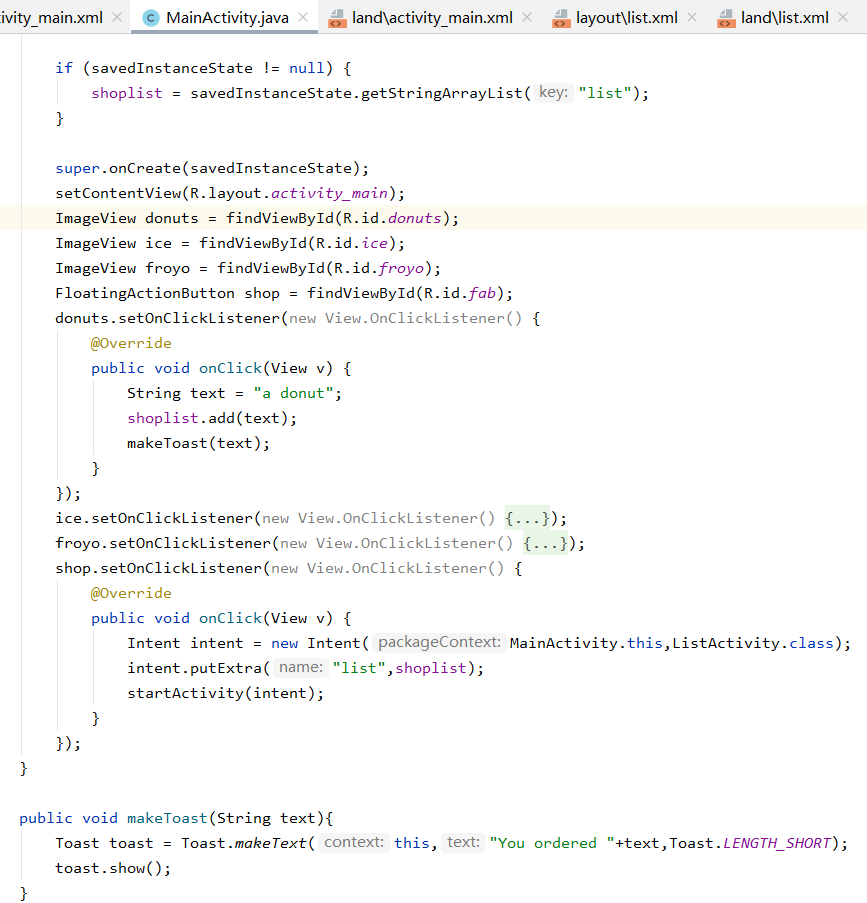 ivity_main.xml × C MainActivity.java × land\activity_main.xml × layout\list.xml × land\list.xml ×
if (savedInstanceState != null) {
shoplist = savedInstanceState.getStringArrayList( key: "list");
}
super.onCreate(savedInstanceState);
setContentView(R.layout.activity_main);
ImageView donuts = findViewById(R.id.donuts);
ImageView ice = findViewById(R.id.ice);
ImageView froyo = findViewById(R.id.froyo);
FloatingActionButton shop = findViewById(R.id.fab);
donuts.setOnClickListener(new View.OnClickListener() {
@Override
public void onClick(View v) {
String text = "a donut";
shoplist.add(text);
makeToast(text);
}
});
ice.setOnClickListener(new View.OnClickListener() {...});
froyo.setOnClickListener(new View.OnClickListener() {...});
shop.setOnClickListener(new View.OnClickListener() {
@Override
public void onClick(View v) {
Intent intent = new Intent( packageContext: MainActivity.this,ListActivity.class);
intent.putExtra( name: "list",shoplist);
startActivity(intent);
}
});
}
public void makeToast(String text){
Toast toast = Toast.makeText( context: this, text: "You ordered "+text,Toast.LENGTH_SHORT);
toast.show();
}